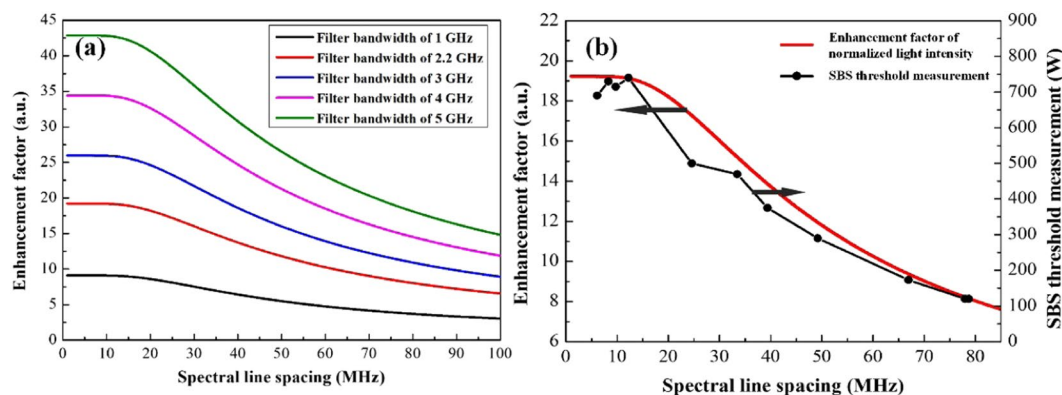 (a)
Filter bandwidth of 1 GHz
Filter bandwidth of 2.2 GHz
Filter bandwidth of 3 GHz
Filter bandwidth of 4 GHz
Filter bandwidth of 5 GHz
Enhancement factor (a.u.)
45
40
35
30
25
20
15
10
5
0
0 10 20 30 40 50 60 70 80 90 100
Spectral line spacing (MHz)
(b)
Enhancement factor of
normalized light intensity
SBS threshold measurement
Enhancement factor (a.u.)
22
20
18
16
14
12
10
8
6
900
800
700
600
500
400
300
200
100
0
SBS threshold measurement (W)
0 10 20 30 40 50 60 70 80
Spectral line spacing (MHz)